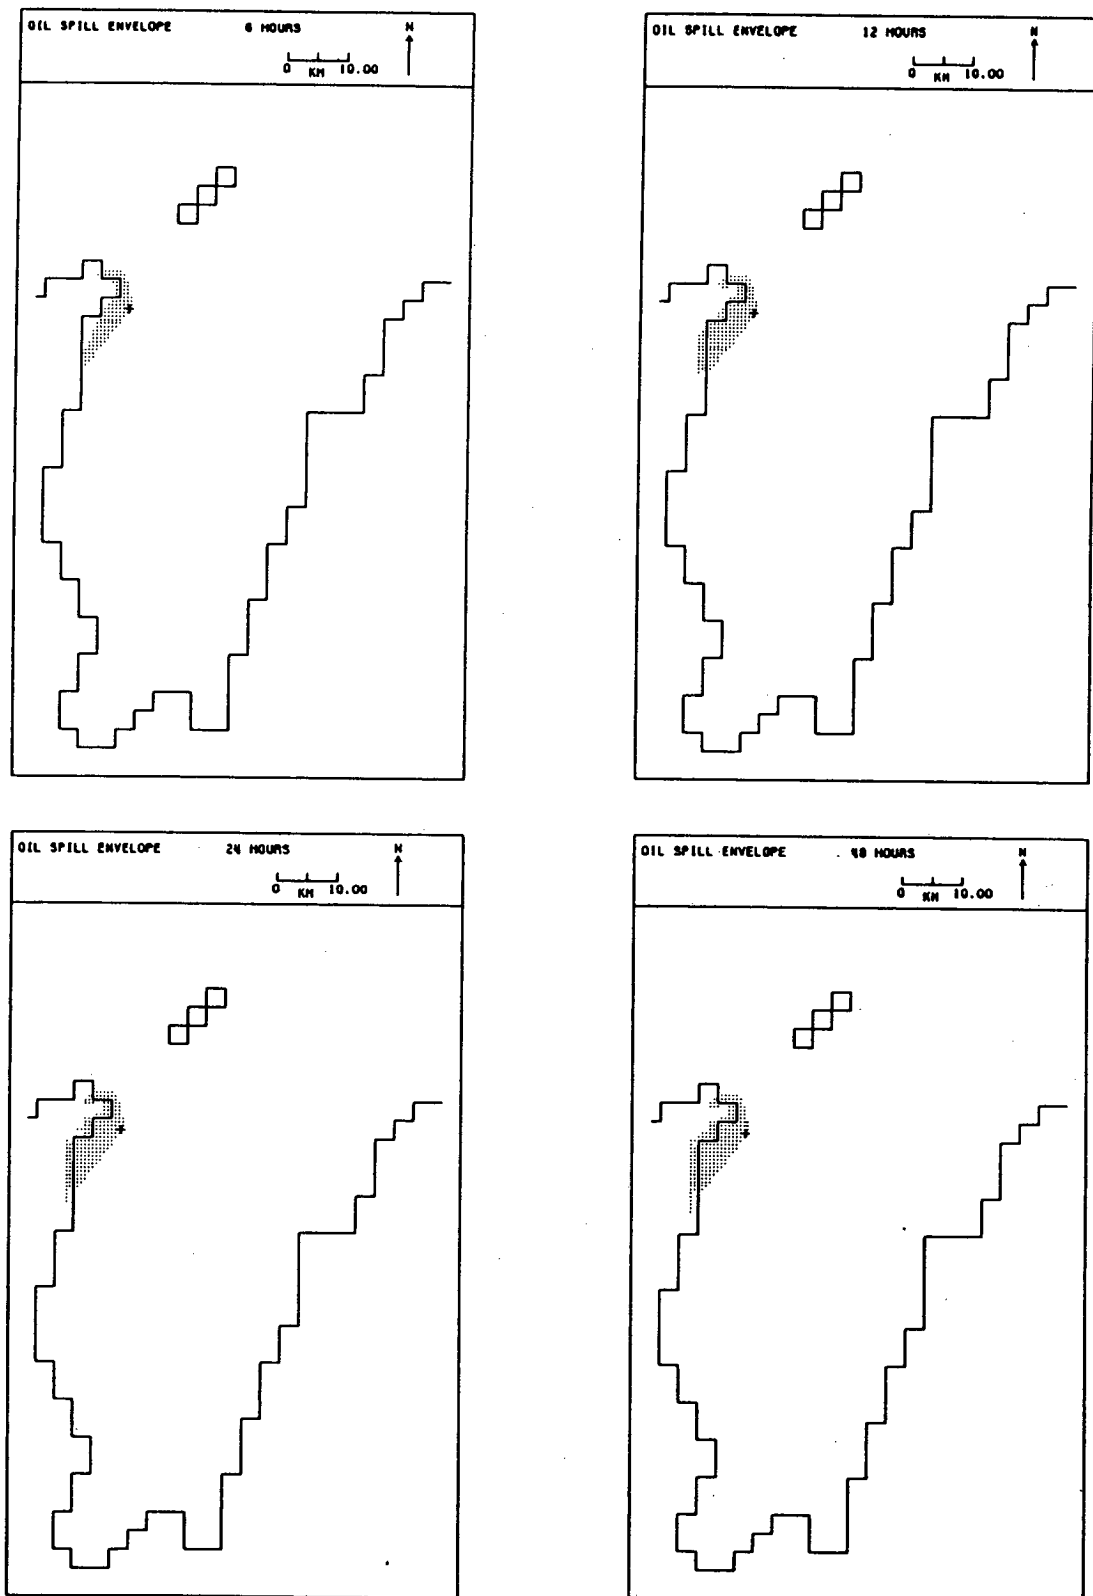 OIL SPILL ENVELOPE 6 HOURS N
0 KM 10.00
OIL SPILL ENVELOPE 12 HOURS N
0 KM 10.00
OIL SPILL ENVELOPE 24 HOURS N
0 KM 10.00
OIL SPILL ENVELOPE 48 HOURS N
0 KM 10.00